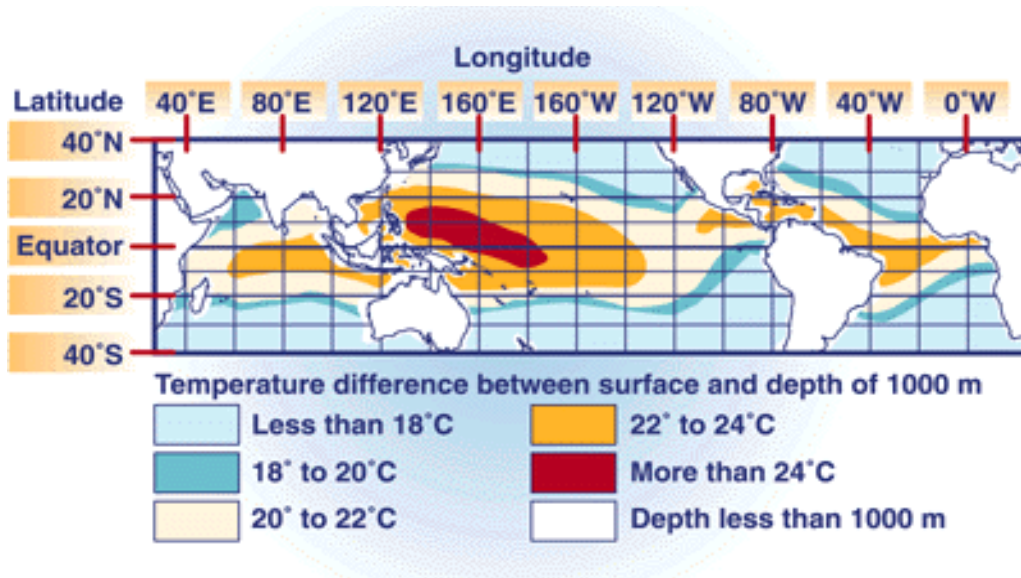 Longitude
Latitude 40˚E 80˚E 120˚E 160˚E 160˚W 120˚W 80˚W 40˚W 0˚W
40˚N
20˚N
Equator
20˚S
40˚S
Temperature difference between surface and depth of 1000 m
Less than 18˚C 22˚ to 24˚C
18˚ to 20˚C More than 24˚C
20˚ to 22˚C Depth less than 1000 m